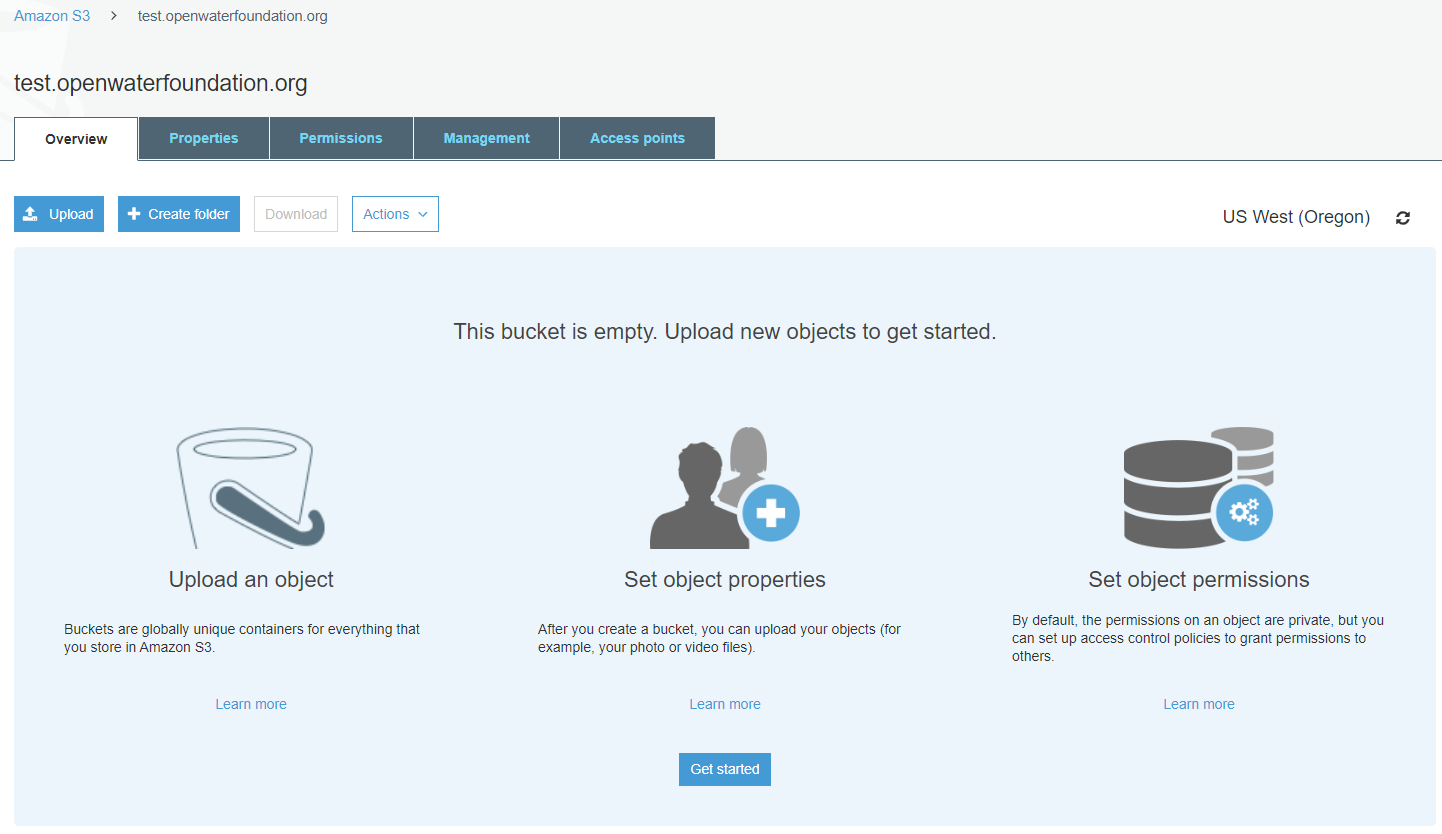 Amazon S3 > test.openwaterfoundation.org
test.openwaterfoundation.org
Overview Properties Permissions Management Access points
Upload Create folder Download Actions US West (Oregon)
This bucket is empty. Upload new objects to get started.
Upload an object
Buckets are globally unique containers for everything that
you store in Amazon S3.
Learn more
Set object properties
After you create a bucket, you can upload your objects (for
example, your photo or video files).
Learn more
Set object permissions
By default, the permissions on an object are private, but you
can set up access control policies to grant permissions to
others.
Learn more
Get started